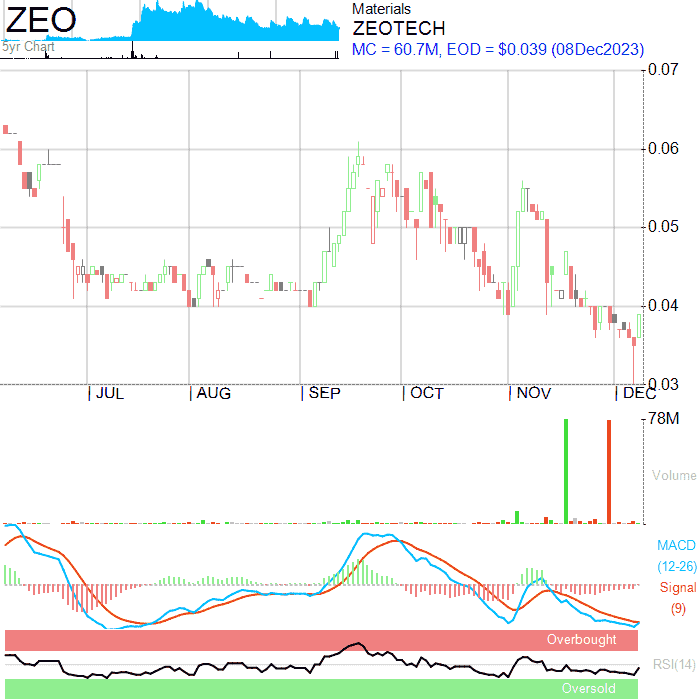 ZEO
5yr Chart
Materials
ZEOTECH
MC = 60.7M, EOD = $0.039 (08Dec2023)
0.07
0.06
0.05
0.04
0.03
JUL AUG SEP OCT NOV DEC
78M
Volume
MACD
(12-26)
Signal
(9)
Overbought
RSI(14)
Oversold